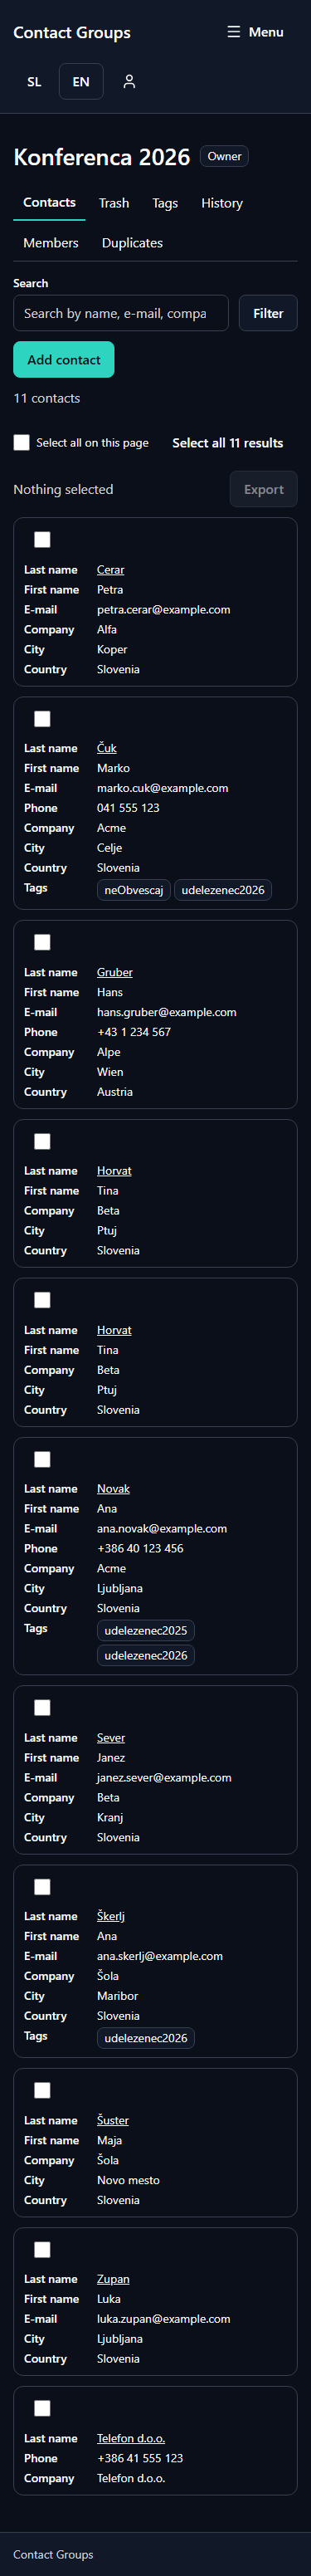 Contact Groups
Menu
SL EN
Konferenca 2026 Owner
Contacts Trash Tags History
Members Duplicates
Search
Search by name, e-mail, compa Filter
Add contact
11 contacts
Select all on this page Select all 11 results
Nothing selected Export
Last name Cerar
First name Petra
E-mail petra.cerar@example.com
Company Alfa
City Koper
Country Slovenia
Last name Čuk
First name Marko
E-mail marko.cuk@example.com
Phone 041 555 123
Company Acme
City Celje
Country Slovenia
Tags neObvescaj udelezenec2026
Last name Gruber
First name Hans
E-mail hans.gruber@example.com
Phone +43 1 234 567
Company Alpe
City Wien
Country Austria
Last name Horvat
First name Tina
Company Beta
City Ptuj
Country Slovenia
Last name Horvat
First name Tina
Company Beta
City Ptuj
Country Slovenia
Last name Novak
First name Ana
E-mail ana.novak@example.com
Phone +386 40 123 456
Company Acme
City Ljubljana
Country Slovenia
Tags udelezenec2025
udelezenec2026
Last name Sever
First name Janez
E-mail janez.sever@example.com
Company Beta
City Kranj
Country Slovenia
Last name Škerlj
First name Ana
E-mail ana.skerlj@example.com
Company Šola
City Maribor
Country Slovenia
Tags udelezenec2026
Last name Šuster
First name Maja
Company Šola
City Novo mesto
Country Slovenia
Last name Zupan
First name Luka
E-mail luka.zupan@example.com
City Ljubljana
Country Slovenia
Last name Telefon d.o.o.
Phone +386 41 555 123
Company Telefon d.o.o.
Contact Groups